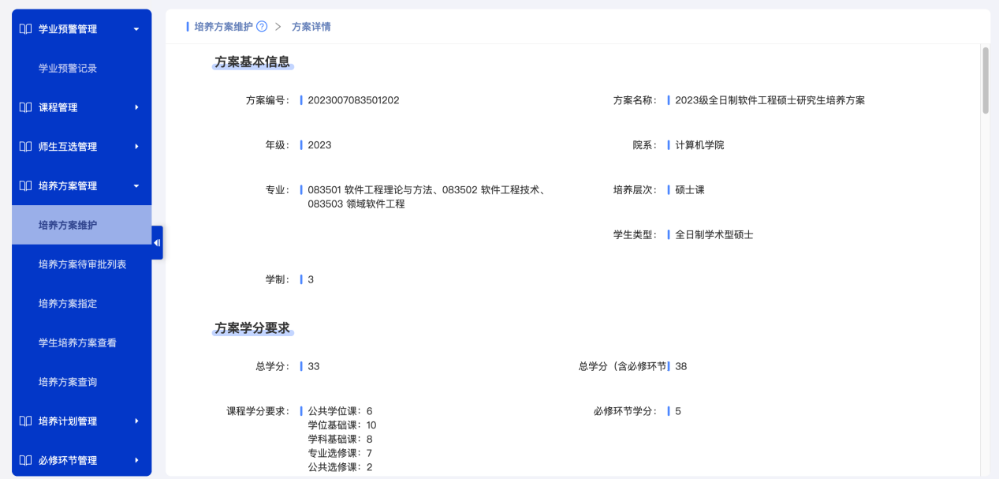 学业预警管理
学业预警记录
课程管理
师生互选管理
培养方案管理
培养方案维护
培养方案待审批列表
培养方案指定
学生培养方案查看
培养方案查询
培养计划管理
必修环节管理
培养方案维护 ? > 方案详情
方案基本信息
方案编号： 2023007083501202
方案名称： 2023级全日制软件工程硕士研究生培养方案
年级： 2023
院系： 计算机学院
专业： 083501 软件工程理论与方法、083502 软件工程技术、
083503 领域软件工程
培养层次： 硕士课
学生类型： 全日制学术型硕士
学制： 3
方案学分要求
总学分： 33
总学分（含必修环节 38
课程学分要求： 公共学位课：6
学位基础课：10
学科基础课：8
专业选修课：7
公共选修课：2
必修环节学分： 5